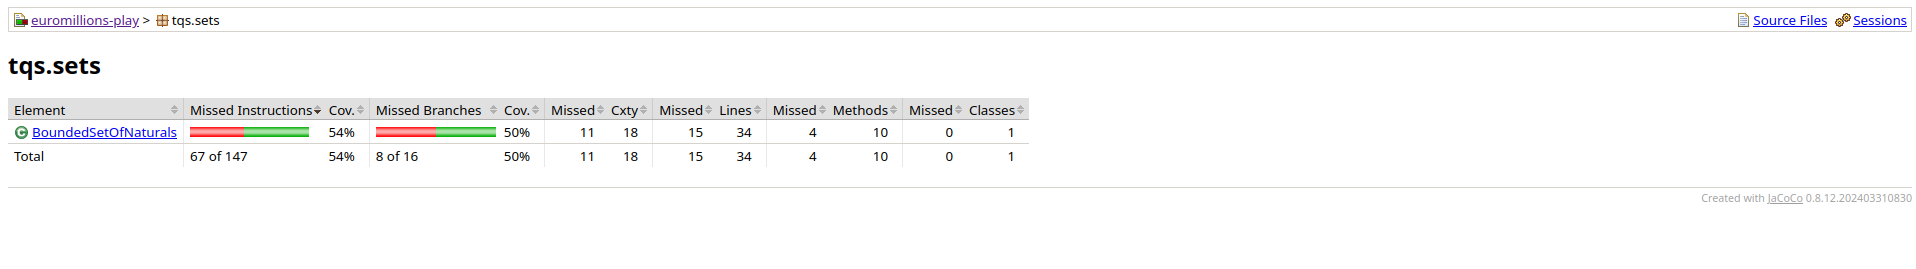 euromillions-play > tqs.sets Source Files Sessions
tqs.sets
Element Missed Instructions Cov. Missed Branches Cov. Missed Cxty Missed Lines Missed Methods Missed Classes
C BoundedSetOfNaturals 54% 50% 11 18 15 34 4 10 0 1
Total 67 of 147 54% 8 of 16 50% 11 18 15 34 4 10 0 1
Created with JaCoCo 0.8.12.202403310830